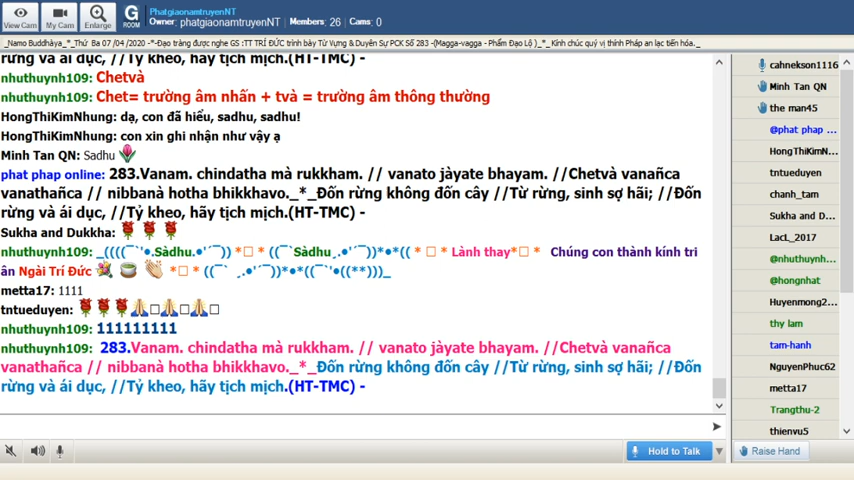 View Cam
My Cam
Enlarge
G
ROOM
PhatgiaonamtruyenNT
Owner: phatgiaonamtruyenNT | Members: 26 | Cams: 0
_Namo Buddhàya_*_Thứ Ba 07 /04 /2020 -*-Đạo tràng được nghe GS :TT TRÍ ĐỨC trình bày Từ Vựng & Duyên Sự PCK Số 283 -(Magga-vagga - Phẩm Đạo Lộ )_*_ Kính chúc quý vị thính Pháp an lạc tiến hóa._
rừng và ái dục, //Tỷ kheo, hãy tịch mịch.(HT-TMC) -
nhuthuynh109: Chetvà
nhuthuynh109: Chet= trường âm nhấn + tvà = trường âm thông thường
HongThiKimNhung: dạ, con đã hiểu, sadhu, sadhu!
HongThiKimNhung: con xin ghi nhận như vậy ạ
Minh Tan QN: Sadhu
phat phap online: 283.Vanam. chindatha mà rukkham. // vanato jàyate bhayam. //Chetvà vanañca
vanathañca // nibbanà hotha bhikkhavo._*_Đốn rừng không đốn cây //Từ rừng, sinh sợ hãi; //Đốn
rừng và ái dục, //Tỷ kheo, hãy tịch mịch.(HT-TMC) -
Sukha and Dukkha:
nhuthuynh109: _((((¯`'•.Sàdhu.•'´¯)) *□ * ((¯`Sàdhu¸.•'´¯))*•*(( * □ * Lành thay*□ * Chúng con thành kính tri
ân Ngài Trí Đức *□ * ((¯` ¸.•'´¯))*•*((¯`'•((**)))_
metta17: 1111
tntueduyen:
nhuthuynh109: 111111111
nhuthuynh109: 283.Vanam. chindatha mà rukkham. // vanato jàyate bhayam. //Chetvà vanañca
vanathañca // nibbanà hotha bhikkhavo._*_Đốn rừng không đốn cây //Từ rừng, sinh sợ hãi; //Đốn
rừng và ái dục, //Tỷ kheo, hãy tịch mịch.(HT-TMC) -
Hold to Talk
cahnekson1116
Minh Tan QN
the man45
@phat phap ...
HongThiKimN...
tntueduyen
chanh_tam
Sukha and D...
LacL_2017
@nhuthuynh...
@hongnhat
Huyenmong2...
thy lam
tam-hanh
NguyenPhuc62
metta17
Trangthu-2
thienvu5
Raise Hand